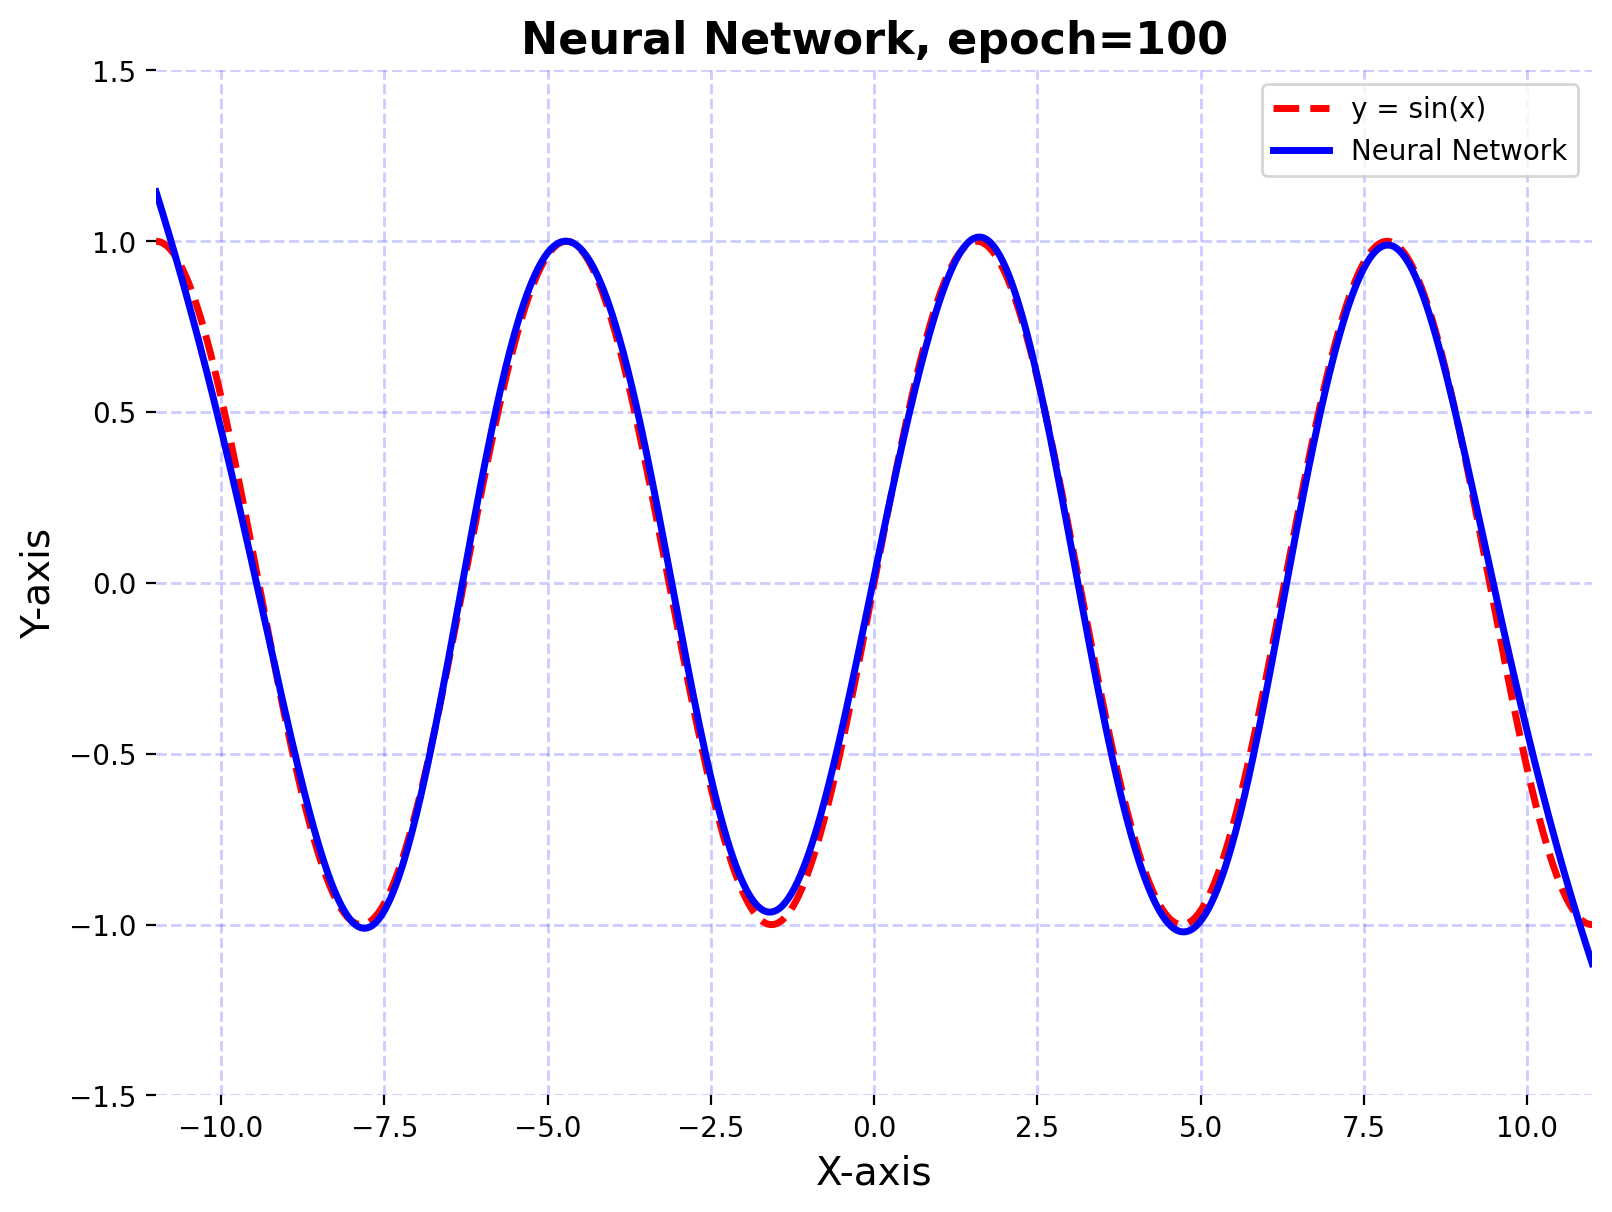 Neural Network, epoch=100
1.5
1.0
0.5
0.0
−0.5
−1.0
−1.5
Y-axis
y = sin(x)
Neural Network
−10.0 −7.5 −5.0 −2.5 0.0 2.5 5.0 7.5 10.0
X-axis